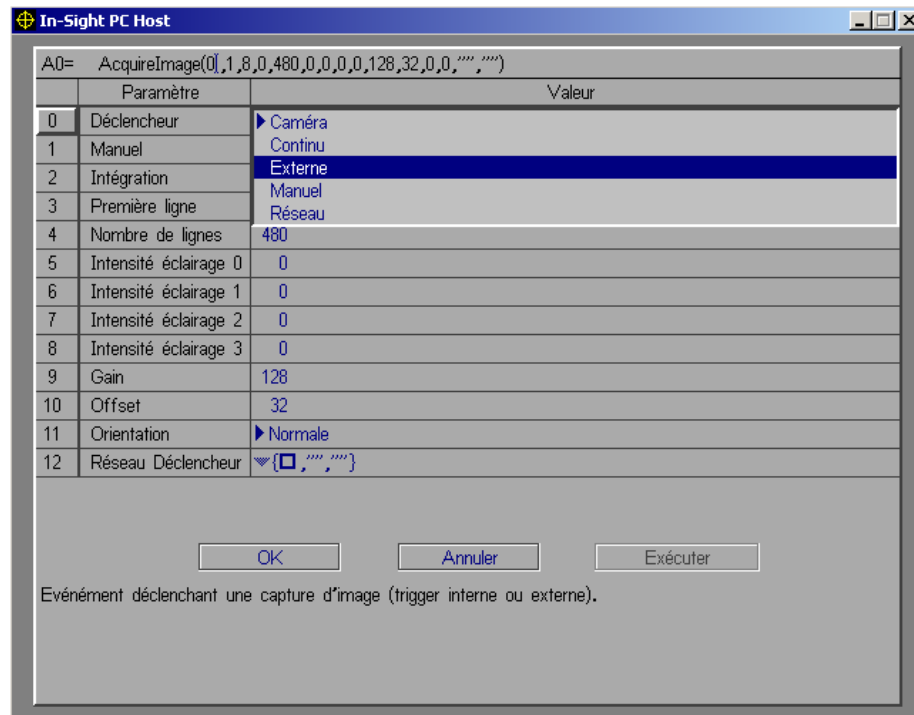 In-Sight PC Host
A0= AcquireImage(0,1,8,0,480,0,0,0,0,128,32,0,0,"","")
Paramètre Valeur
0 Déclencheur Caméra
Continu
1 Manuel
Externe
2 Intégration
Manuel
3 Première ligne
Réseau
4 Nombre de lignes 480
5 Intensité éclairage 0 0
6 Intensité éclairage 1 0
7 Intensité éclairage 2 0
8 Intensité éclairage 3 0
9 Gain 128
10 Offset 32
11 Orientation Normale
12 Réseau Déclencheur {☐,"",""}
OK Annuler Exécuter
Evénément déclenchant une capture d'image (trigger interne ou externe).